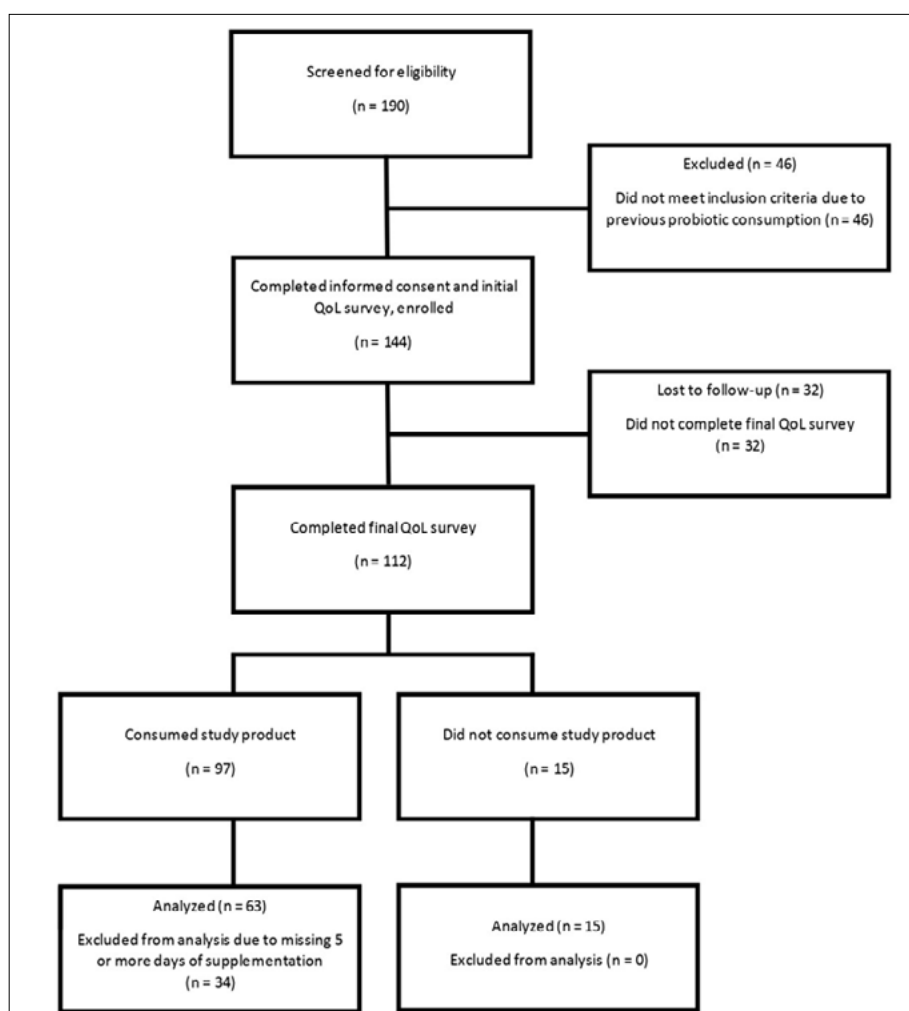 Screened for eligibility
(n = 190)
Excluded (n = 46)
Did not meet inclusion criteria due to
previous probiotic consumption (n = 46)
Completed informed consent and initial
QoL survey, enrolled
(n = 144)
Lost to follow-up (n = 32)
Did not complete final QoL survey
(n = 32)
Completed final QoL survey
(n = 112)
Consumed study product
(n = 97)
Did not consume study product
(n = 15)
Analyzed (n = 63)
Excluded from analysis due to missing 5
or more days of supplementation
(n = 34)
Analyzed (n = 15)
Excluded from analysis (n = 0)